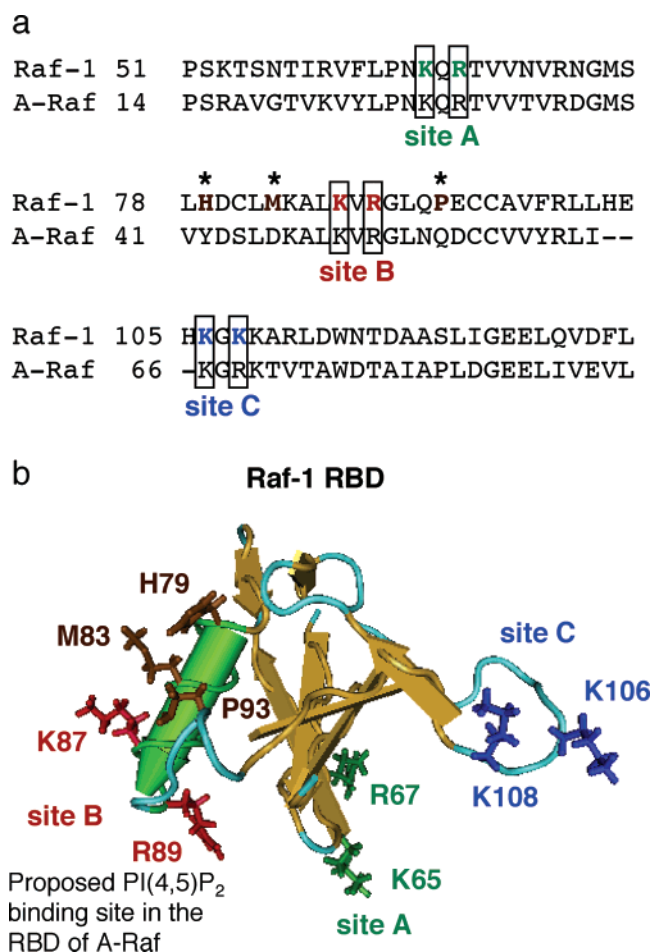 a
Raf-1 51 PSKTSNTIRVFLPNKQRTVVNVRNGMS
A-Raf 14 PSRAVGTVKVYLPNKQRTVVTVRDGMS
site A
* * *
Raf-1 78 LHDCLMKALKVRGLQPECCAVFRLLHE
A-Raf 41 VYDSLDKALKVRGLNQDCCVVYRLI--
site B
Raf-1 105 HKGKKARLDWNTDAASLIGEELQVDFL
A-Raf 66 -KGRKTVTAWDTAIAPLDGEELIVEVL
site C
b
Raf-1 RBD
H79
M83
site C
P93
K106
K87
R67
K108
site B
R89
K65
site A
Proposed PI(4,5)P2
binding site in the
RBD of A-Raf